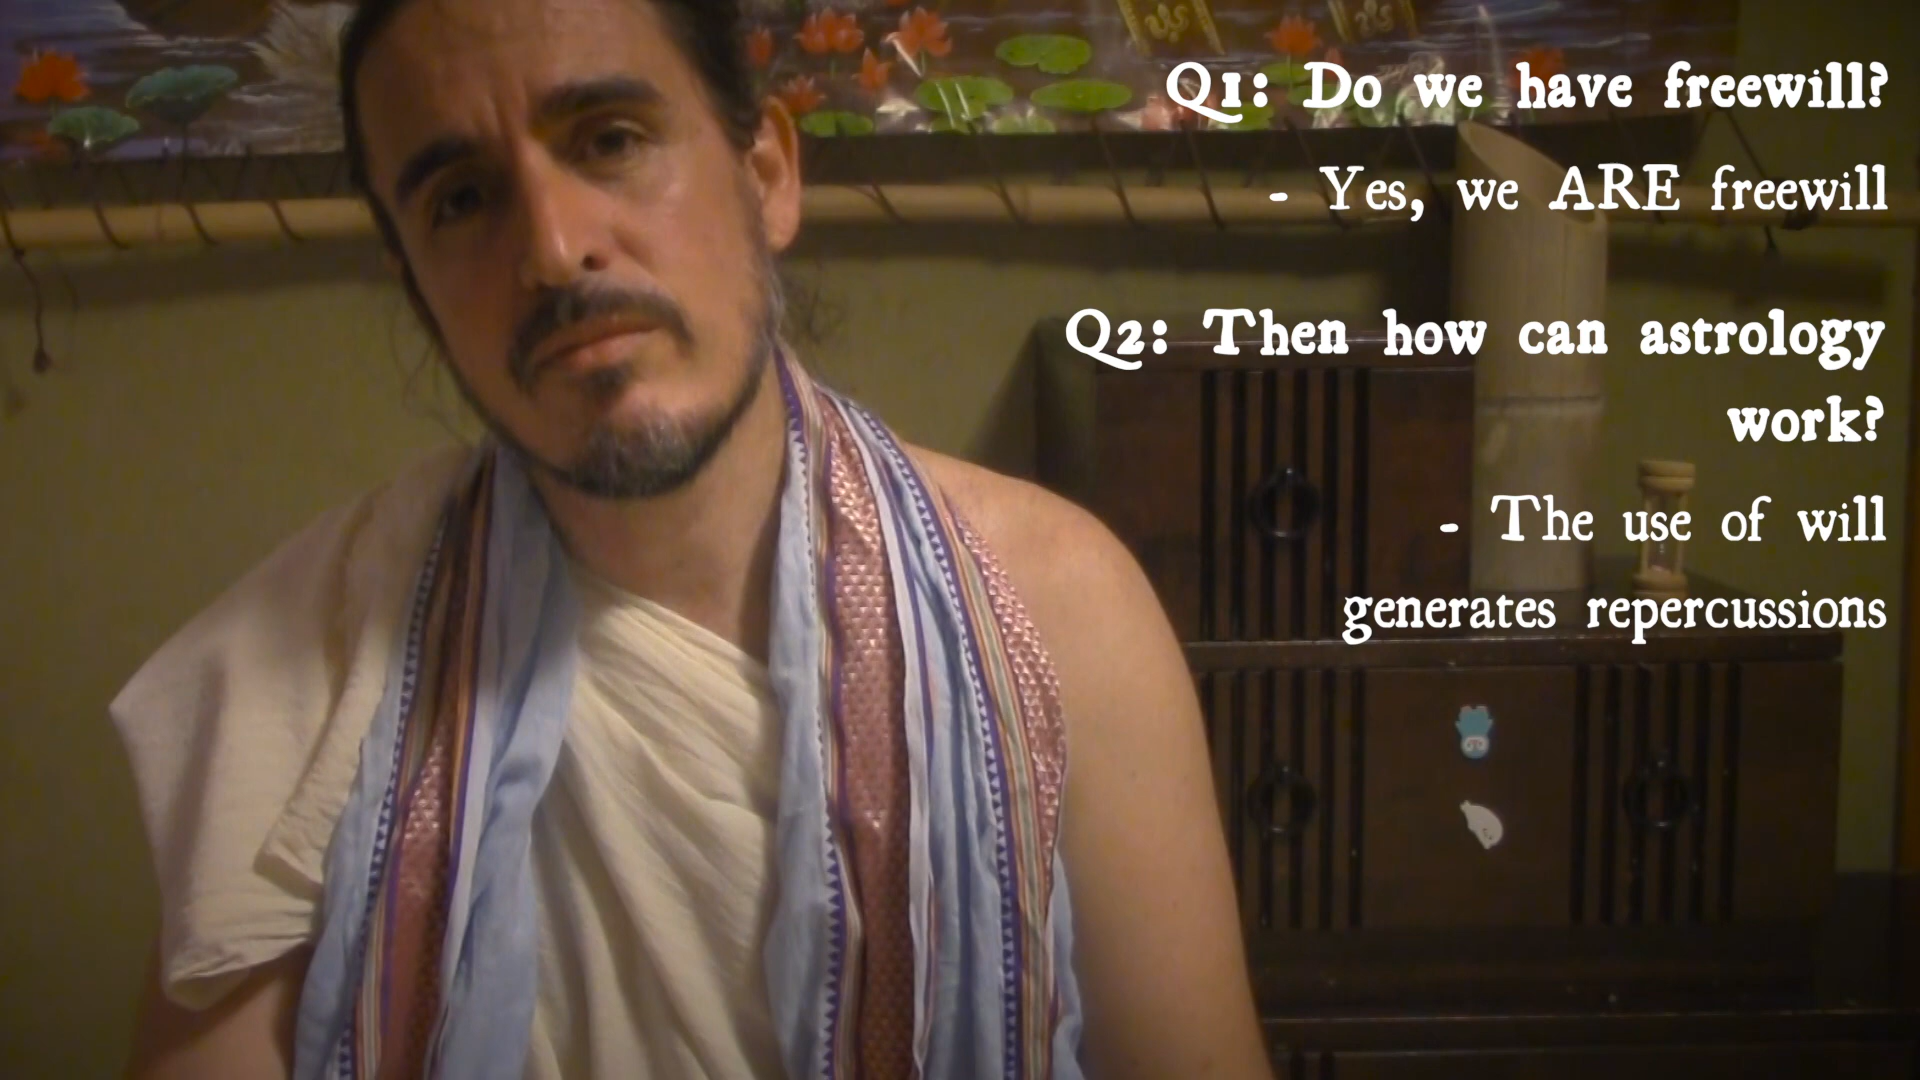 Q1: Do we have freewill?
- Yes, we ARE freewill
Q2: Then how can astrology
work?
- The use of will
generates repercussions